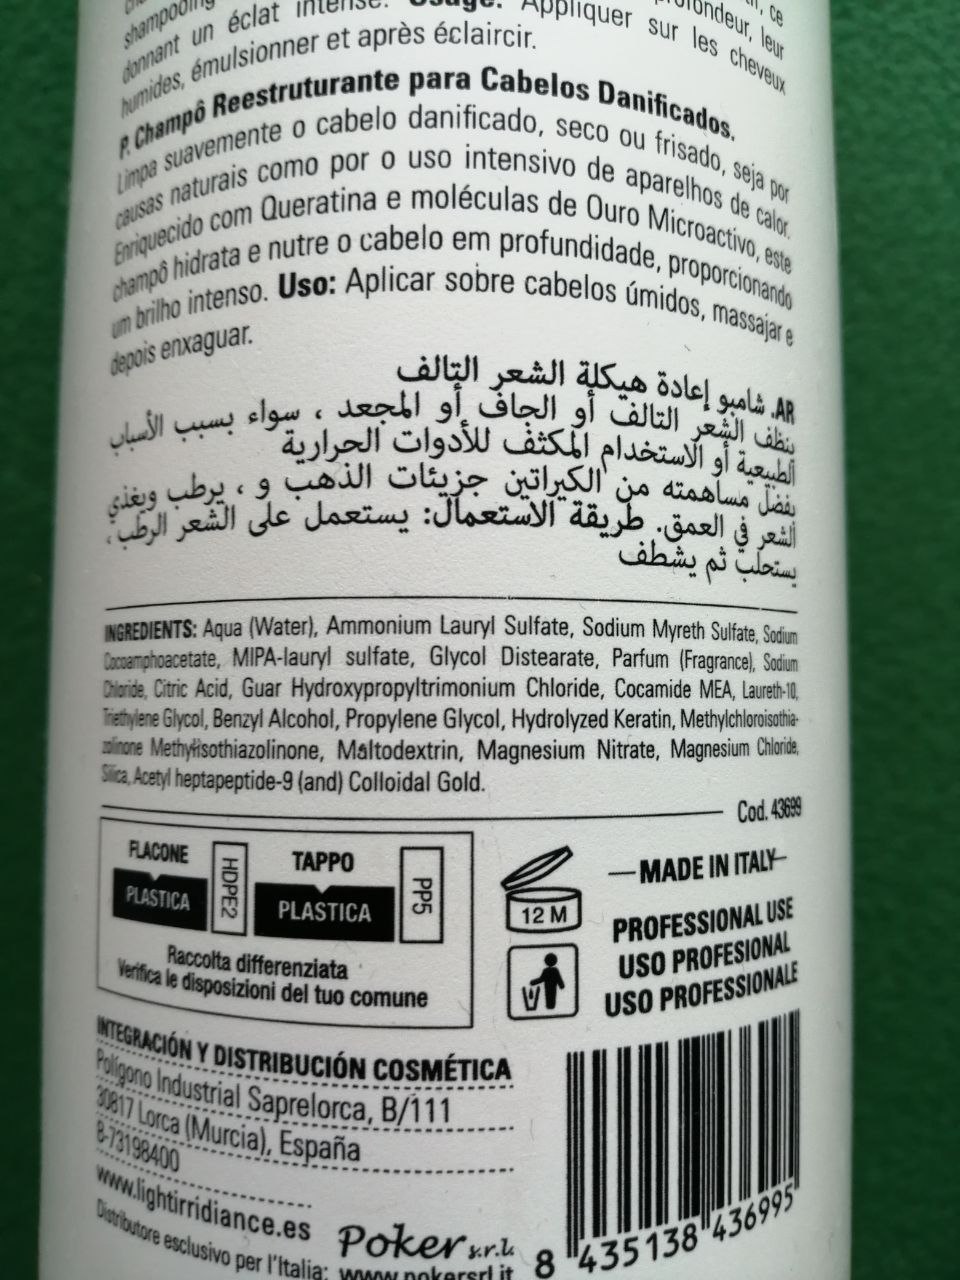 shampooing
donnant un éclat intense. Usage: Appliquer sur les cheveux
profondeur, leur
humides, émulsionner et après éclaircir.
P. Champô Reestruturante para Cabelos Danificados.
Limpa suavemente o cabelo danificado, seco ou frisado, seja por
causas naturais como por o uso intensivo de aparelhos de calor.
Enriquecido com Queratina e moléculas de Ouro Microactivo, este
champô hidrata e nutre o cabelo em profundidade, proporcionando
um brilho intenso. Uso: Aplicar sobre cabelos úmidos, massajar e
depois enxaguar.
AR. شامبو إعادة هيكلة الشعر التالف
ينظف الشعر التالف أو الجاف أو المجعد ، سواء بسبب الأسباب
الطبيعية أو الاستخدام المكثف للأدوات الحرارية
بفضل مساهمته من الكيراتين جزيئات الذهب و ، يرطب ويغذي
الشعر في العمق. طريقة الاستعمال: يستعمل على الشعر الرطب ،
يستحلب ثم يشطف
INGREDIENTS: Aqua (Water), Ammonium Lauryl Sulfate, Sodium Myreth Sulfate, Sodium
Cocoamphoacetate, MIPA-lauryl sulfate, Glycol Distearate, Parfum (Fragrance), Sodium
Chloride, Citric Acid, Guar Hydroxypropyltrimonium Chloride, Cocamide MEA, Laureth-10,
Triethylene Glycol, Benzyl Alcohol, Propylene Glycol, Hydrolyzed Keratin, Methylchloroisothia-
zolinone Methylisothiazolinone, Maltodextrin, Magnesium Nitrate, Magnesium Chloride,
Silica, Acetyl heptapeptide-9 (and) Colloidal Gold.
Cod. 43699
FLACONE
PLASTICA
HDPE2
TAPPO
PLASTICA
PP5
Raccolta differenziata
Verifica le disposizioni del tuo comune
12 M
MADE IN ITALY
PROFESSIONAL USE
USO PROFESIONAL
USO PROFESSIONALE
INTEGRACIÓN Y DISTRIBUCIÓN COSMÉTICA
Polígono Industrial Saprelorca, B/111
30817 Lorca (Murcia), España
B-73198400
www.lightirridiance.es
Distributore esclusivo per l'Italia:
Poker s.r.l.
www.pokersrl.it
8 435138 436995